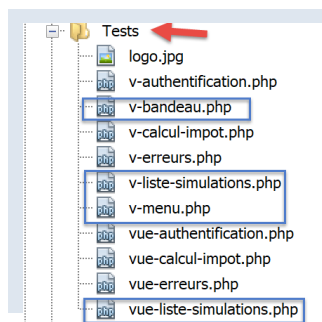 Tests
logo.jpg
v-authentification.php
v-bandeau.php
v-calcul-impot.php
v-erreurs.php
v-liste-simulations.php
v-menu.php
vue-authentification.php
vue-calcul-impot.php
vue-erreurs.php
vue-liste-simulations.php